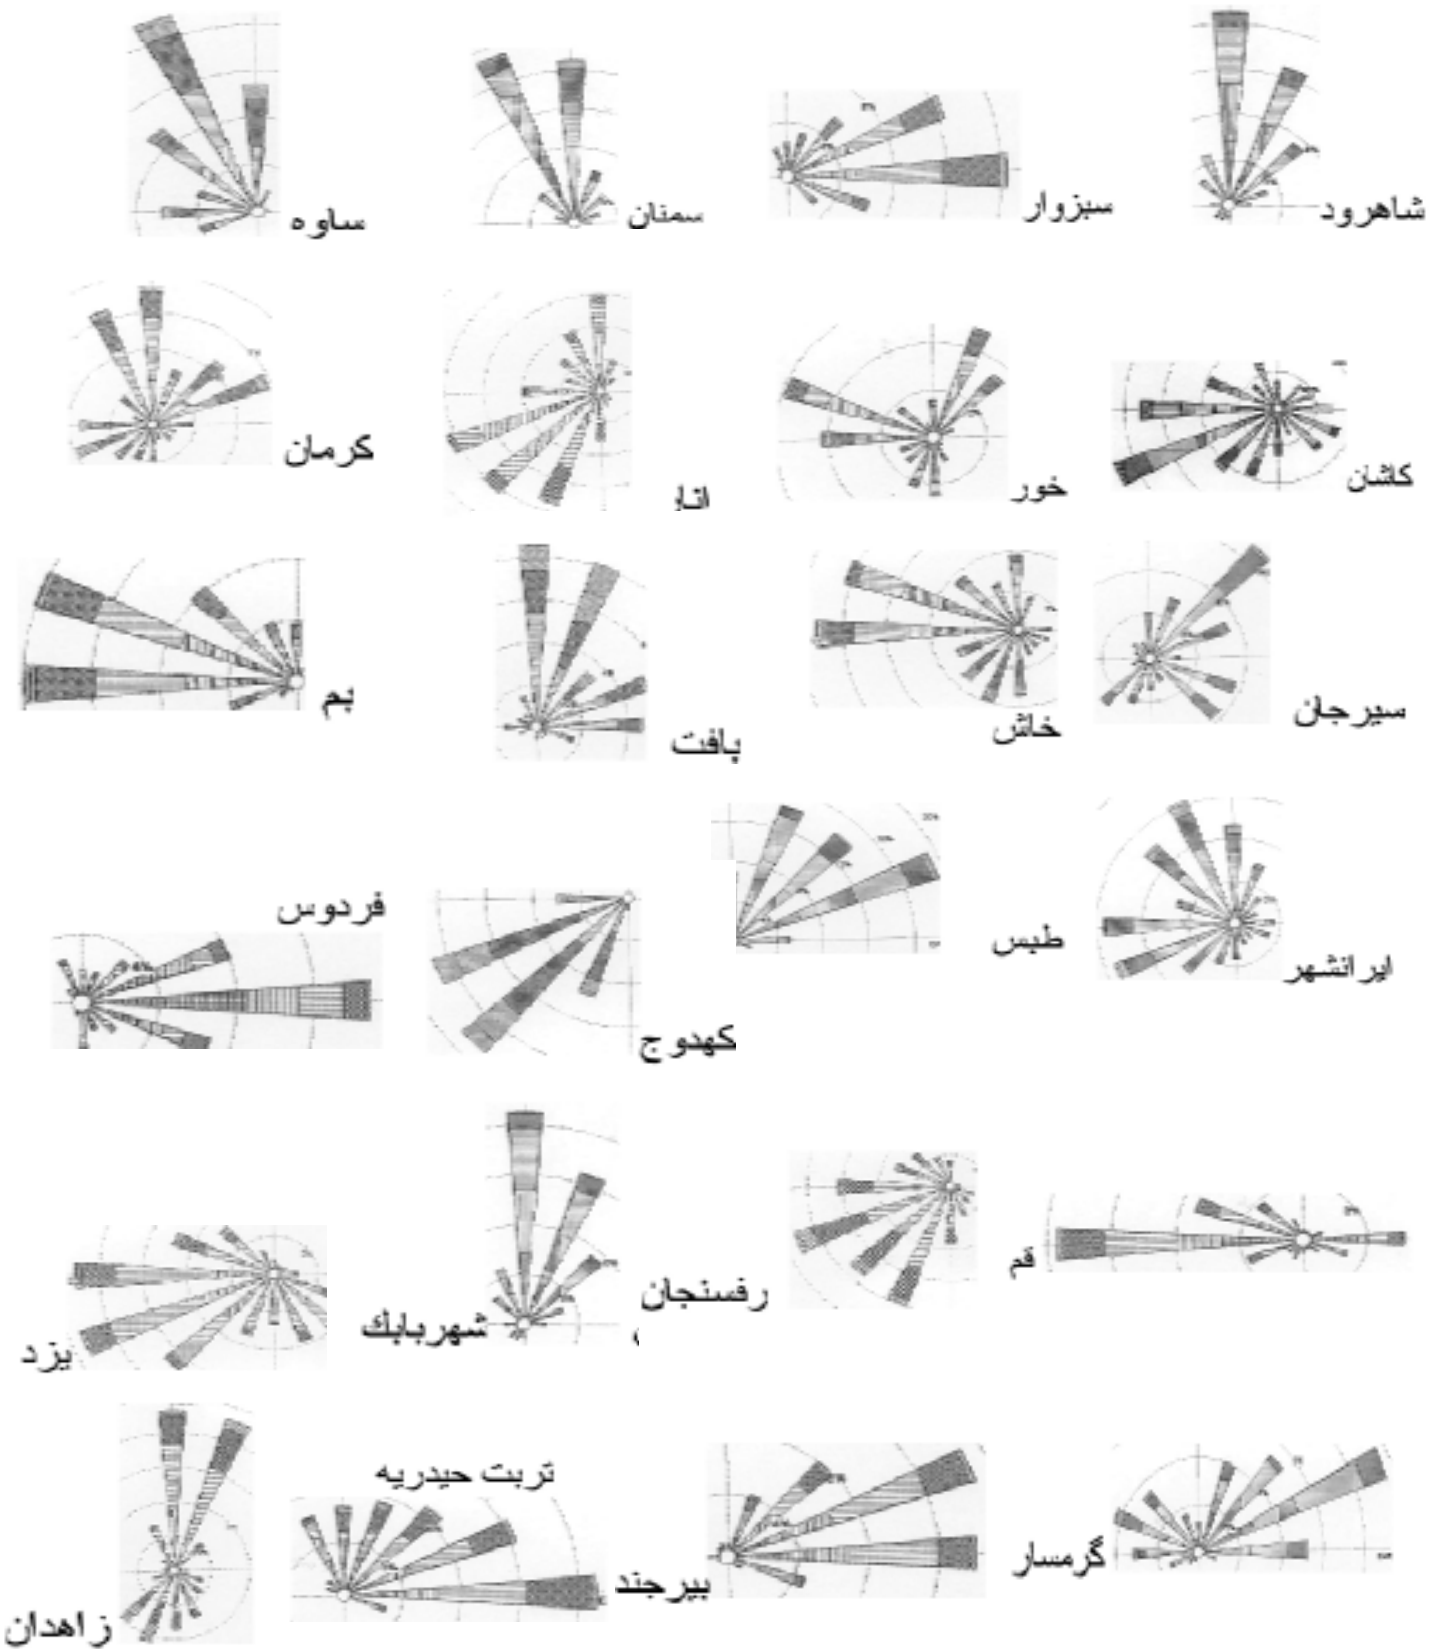 شاهرود
سبزوار
سمنان
ساوه
کاشان
خور
انار
کرمان
سیرجان
خاش
بافت
بم
ایرانشهر
طبس
کهدوج
فردوس
قم
رفسنجان
شهربابك
یزد
گرمسار
بیرجند
تربت حیدریه
زاهدان